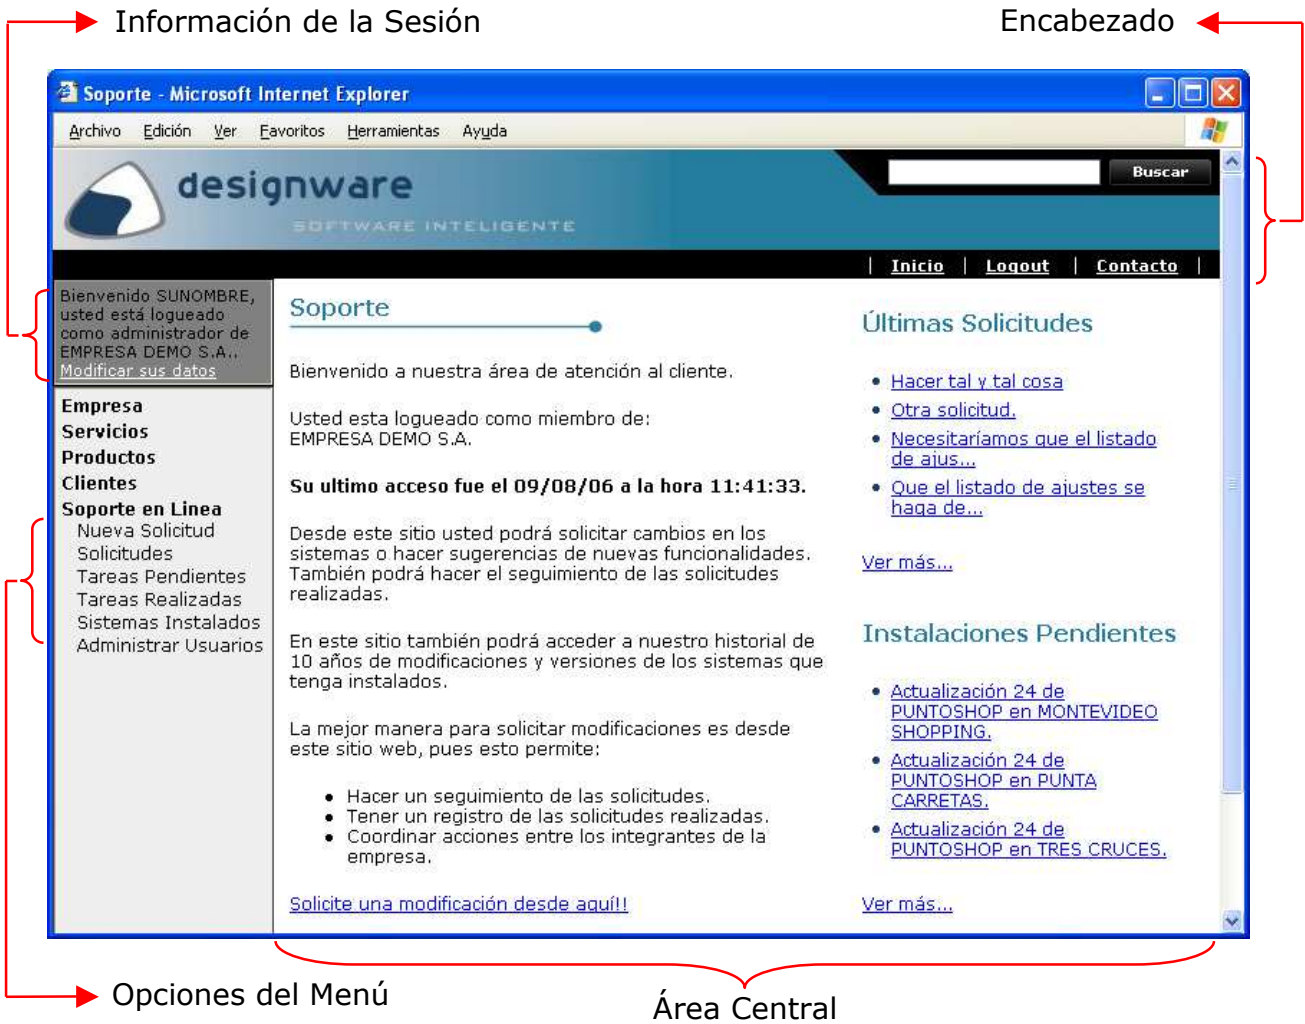 Información de la Sesión
Encabezado
Soporte - Microsoft Internet Explorer
Archivo Edición Ver Favoritos Herramientas Ayuda
designware
SOFTWARE INTELIGENTE
Buscar
| Inicio | Logout | Contacto |
Bienvenido SUNOMBRE,
usted está logueado
como administrador de
EMPRESA DEMO S.A..
Modificar sus datos
Empresa
Servicios
Productos
Clientes
Soporte en Linea
Nueva Solicitud
Solicitudes
Tareas Pendientes
Tareas Realizadas
Sistemas Instalados
Administrar Usuarios
Soporte
Bienvenido a nuestra área de atención al cliente.
Usted esta logueado como miembro de:
EMPRESA DEMO S.A.
Su ultimo acceso fue el 09/08/06 a la hora 11:41:33.
Desde este sitio usted podrá solicitar cambios en los
sistemas o hacer sugerencias de nuevas funcionalidades.
También podrá hacer el seguimiento de las solicitudes
realizadas.
En este sitio también podrá acceder a nuestro historial de
10 años de modificaciones y versiones de los sistemas que
tenga instalados.
La mejor manera para solicitar modificaciones es desde
este sitio web, pues esto permite:
• Hacer un seguimiento de las solicitudes.
• Tener un registro de las solicitudes realizadas.
• Coordinar acciones entre los integrantes de la
empresa.
Solicite una modificación desde aquí!!
Últimas Solicitudes
• Hacer tal y tal cosa
• Otra solicitud.
• Necesitaríamos que el listado
de ajus...
• Que el listado de ajustes se
haga de...
Ver más...
Instalaciones Pendientes
• Actualización 24 de
PUNTOSHOP en MONTEVIDEO
SHOPPING.
• Actualización 24 de
PUNTOSHOP en PUNTA
CARRETAS.
• Actualización 24 de
PUNTOSHOP en TRES CRUCES.
Ver más...
Opciones del Menú
Área Central